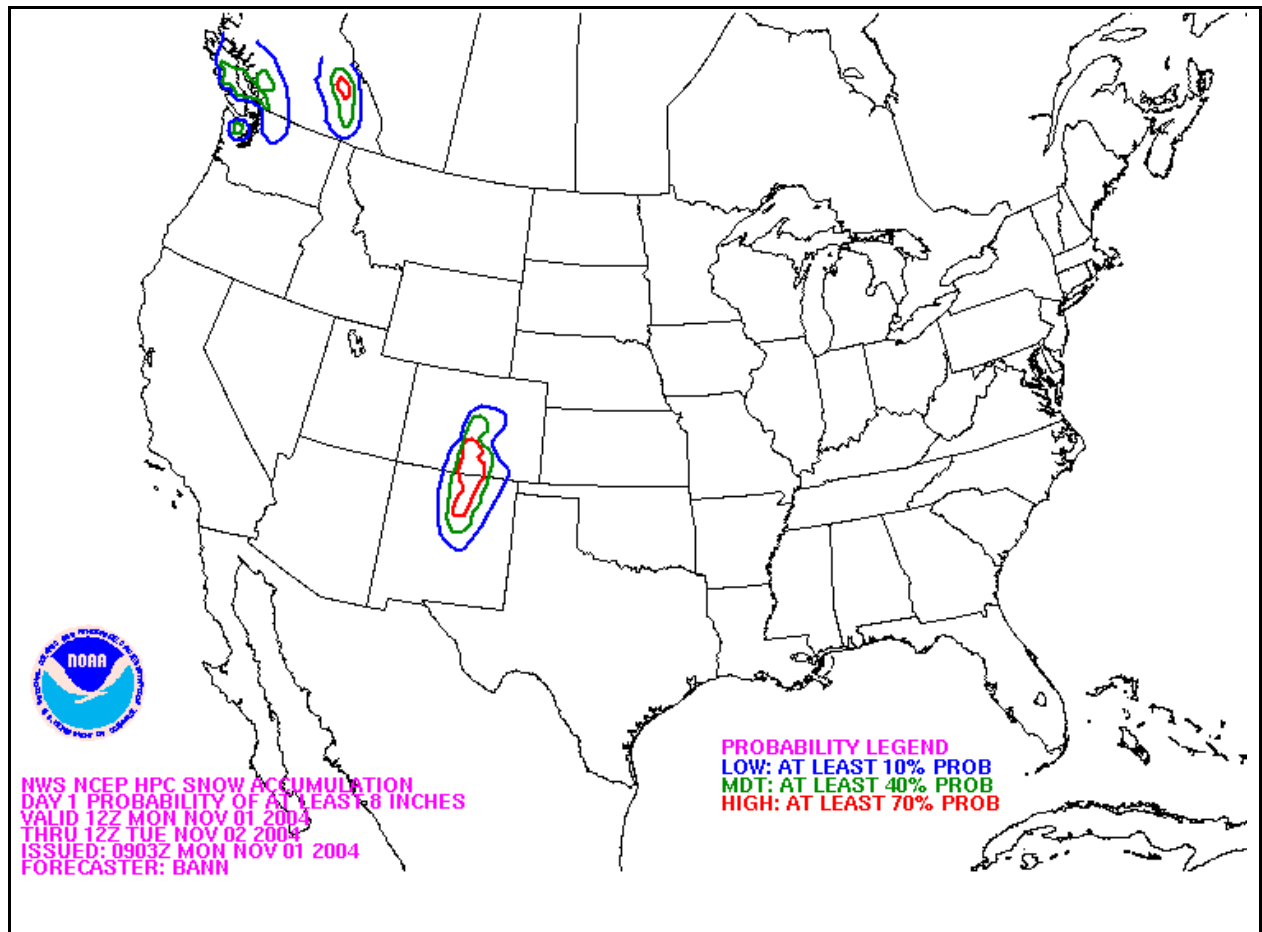 NOAA
PROBABILITY LEGEND
LOW: AT LEAST 10% PROB
MDT: AT LEAST 40% PROB
HIGH: AT LEAST 70% PROB
NWS NCEP HPC SNOW ACCUMULATION
DAY 1 PROBABILITY OF AT LEAST 8 INCHES
VALID 12Z MON NOV 01 2004
THRU 12Z TUE NOV 02 2004
ISSUED: 0903Z MON NOV 01 2004
FORECASTER: BANN